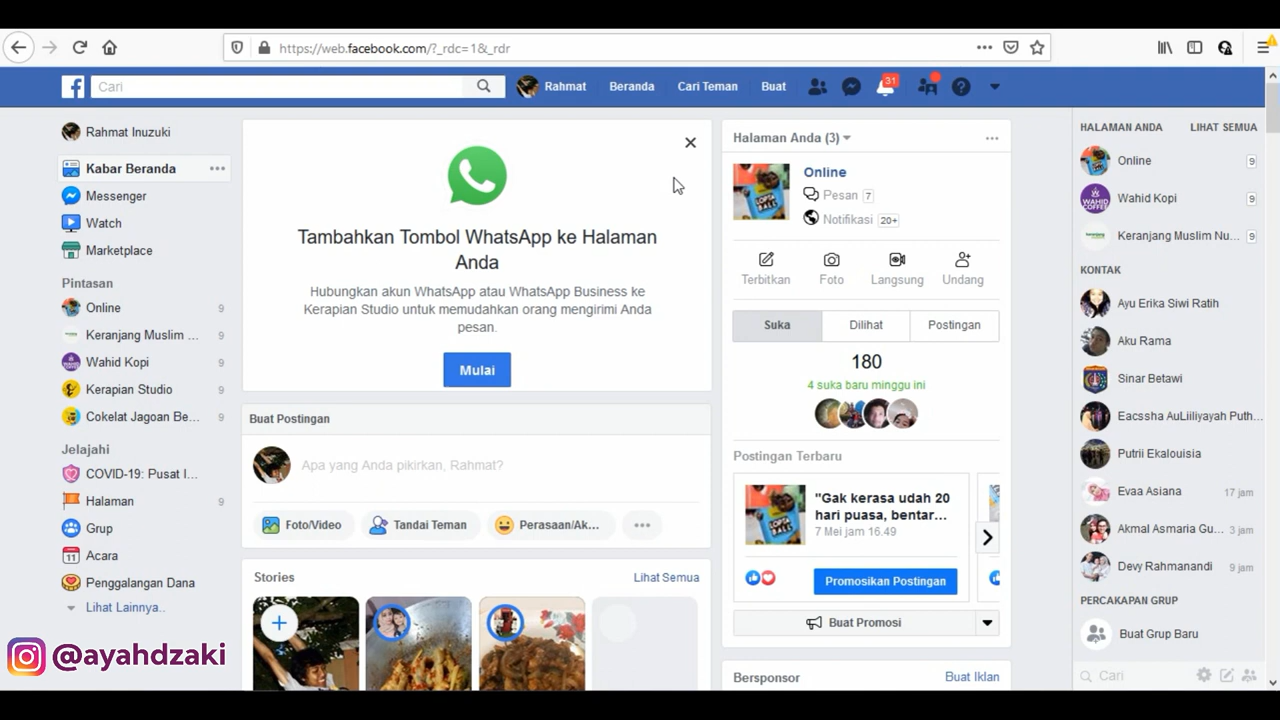 https://web.facebook.com/?_rdc=1&_rdr
Cari
Rahmat
Beranda
Cari Teman
Buat
31
Rahmat Inuzuki
Kabar Beranda
Messenger
Watch
Marketplace
Pintasan
Online 9
Keranjang Muslim ... 9
Wahid Kopi 9
Kerapian Studio 9
Cokelat Jagoan Be... 9
Jelajahi
COVID-19: Pusat I...
Halaman 9
Grup
11 Acara
Penggalangan Dana
Lihat Lainnya..
@ayahdzaki
Tambahkan Tombol WhatsApp ke Halaman
Anda
Hubungkan akun WhatsApp atau WhatsApp Business ke
Kerapian Studio untuk memudahkan orang mengirimi Anda
pesan.
Mulai
Buat Postingan
Apa yang Anda pikirkan, Rahmat?
Foto/Video
Tandai Teman
Perasaan/Ak...
Stories
Lihat Semua
Halaman Anda (3)
Online
Pesan 7
Notifikasi 20+
Terbitkan
Foto
Langsung
Undang
Suka
Dilihat
Postingan
180
4 suka baru minggu ini
Postingan Terbaru
"Gak kerasa udah 20
hari puasa, bentar...
7 Mei jam 16.49
Promosikan Postingan
Buat Promosi
Bersponsor
Buat Iklan
HALAMAN ANDA
LIHAT SEMUA
Online 9
WAHID
COFFEE
Wahid Kopi 9
Keranjang Muslim Nu... 9
KONTAK
Ayu Erika Siwi Ratih
Aku Rama
Sinar Betawi
Eacssha AuLiiliyayah Puth...
Putrii Ekalouisia
Evaa Asiana 17 jam
Akmal Asmaria Gu... 3 jam
Devy Rahmanandi 9 jam
PERCAKAPAN GRUP
Buat Grup Baru
Cari